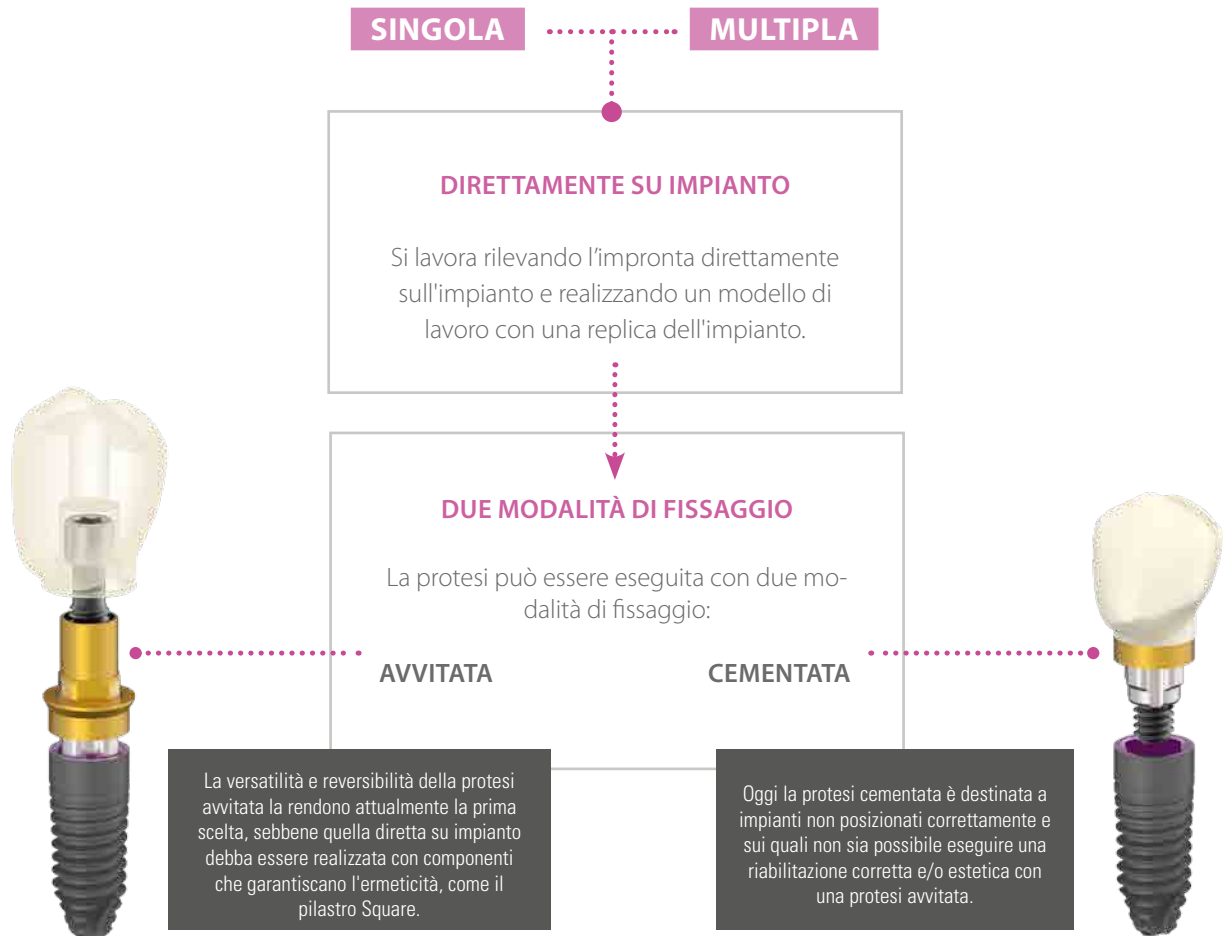 SINGOLA
MULTIPLA
DIRETTAMENTE SU IMPIANTO
Si lavora rilevando l’impronta direttamente
sull'impianto e realizzando un modello di
lavoro con una replica dell'impianto.
DUE MODALITÀ DI FISSAGGIO
La protesi può essere eseguita con due mo-
dalità di fissaggio:
AVVITATA
CEMENTATA
La versatilità e reversibilità della protesi
avvitata la rendono attualmente la prima
scelta, sebbene quella diretta su impianto
debba essere realizzata con componenti
che garantiscano l'ermeticità, come il
pilastro Square.
Oggi la protesi cementata è destinata a
impianti non posizionati correttamente e
sui quali non sia possibile eseguire una
riabilitazione corretta e/o estetica con
una protesi avvitata.